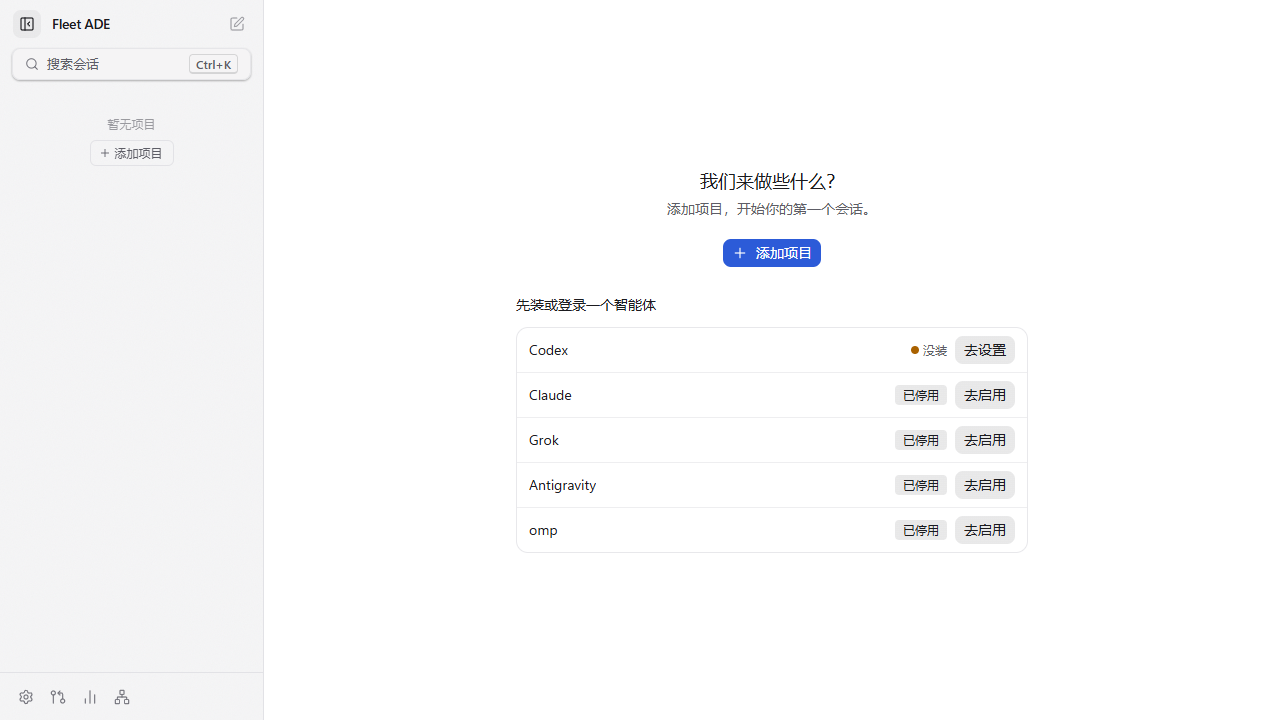 Fleet ADE
搜索会话 Ctrl+K
暂无项目
+ 添加项目
我们来做些什么?
添加项目，开始你的第一个会话。
+ 添加项目
先装或登录一个智能体
Codex 没装 去设置
Claude 已停用 去启用
Grok 已停用 去启用
Antigravity 已停用 去启用
omp 已停用 去启用